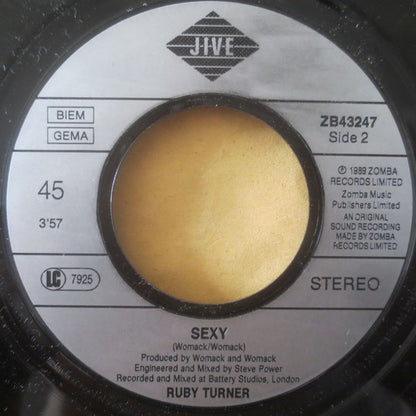 JIVE
BIEM
GEMA
ZB43247
Side 2
45
3'57
℗ 1989 ZOMBA
RECORDS LIMITED
Zomba Music
Publishers Limited
AN ORIGINAL
SOUND RECORDING
MADE BY ZOMBA
RECORDS LIMITED
LC 7925
STEREO
SEXY
(Womack/Womack)
Produced by Womack and Womack
Engineered and Mixed by Steve Power
Recorded and Mixed at Battery Studios, London
RUBY TURNER